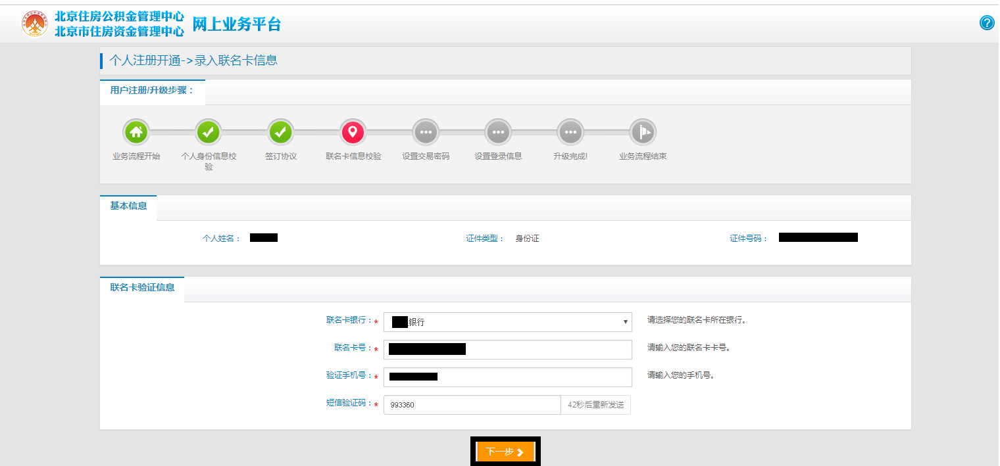 北京住房公积金管理中心
北京市住房资金管理中心
网上业务平台
?
个人注册开通->录入联名卡信息
用户注册/升级步骤：
业务流程开始
个人身份信息校
验
签订协议
联名卡信息校验
设置交易密码
设置登录信息
升级完成!
业务流程结束
基本信息
个人姓名：
证件类型： 身份证
证件号码：
联名卡验证信息
联名卡银行：* 银行 请选择您的联名卡所在银行。
联名卡号：* 请输入您的联名卡卡号。
验证手机号：* 请输入您的手机号。
短信验证码：* 993360 42秒后重新发送
下一步